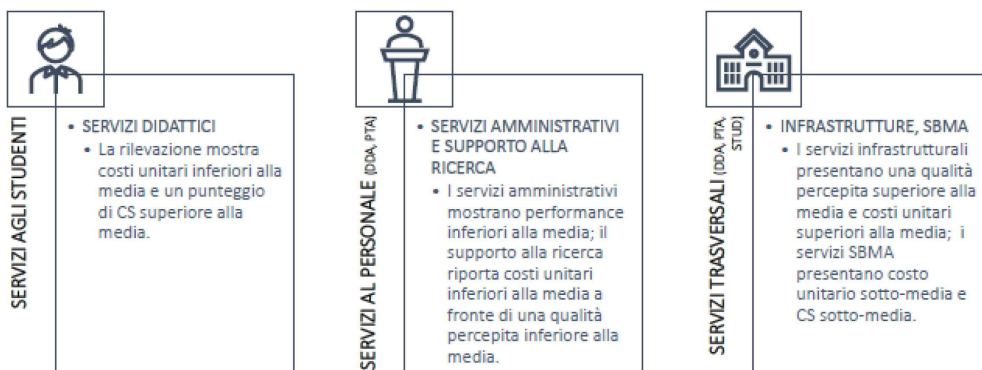 SERVIZI AGLI STUDENTI
• SERVIZI DIDATTICI
• La rilevazione mostra
costi unitari inferiori alla
media e un punteggio
di CS superiore alla
media.
SERVIZI AL PERSONALE (DDA, PTA)
• SERVIZI AMMINISTRATIVI
E SUPPORTO ALLA
RICERCA
• I servizi amministrativi
mostrano performance
inferiori alla media; il
supporto alla ricerca
riporta costi unitari
inferiori alla media a
fronte di una qualità
percepita inferiore alla
media.
SERVIZI TRASVERSALI (DDA, PTA,
STUD)
• INFRASTRUTTURE, SBMA
• I servizi infrastrutturali
presentano una qualità
percepita superiore alla
media e costi unitari
superiori alla media; i
servizi SBMA
presentano costo
unitario sotto-media e
CS sotto-media.